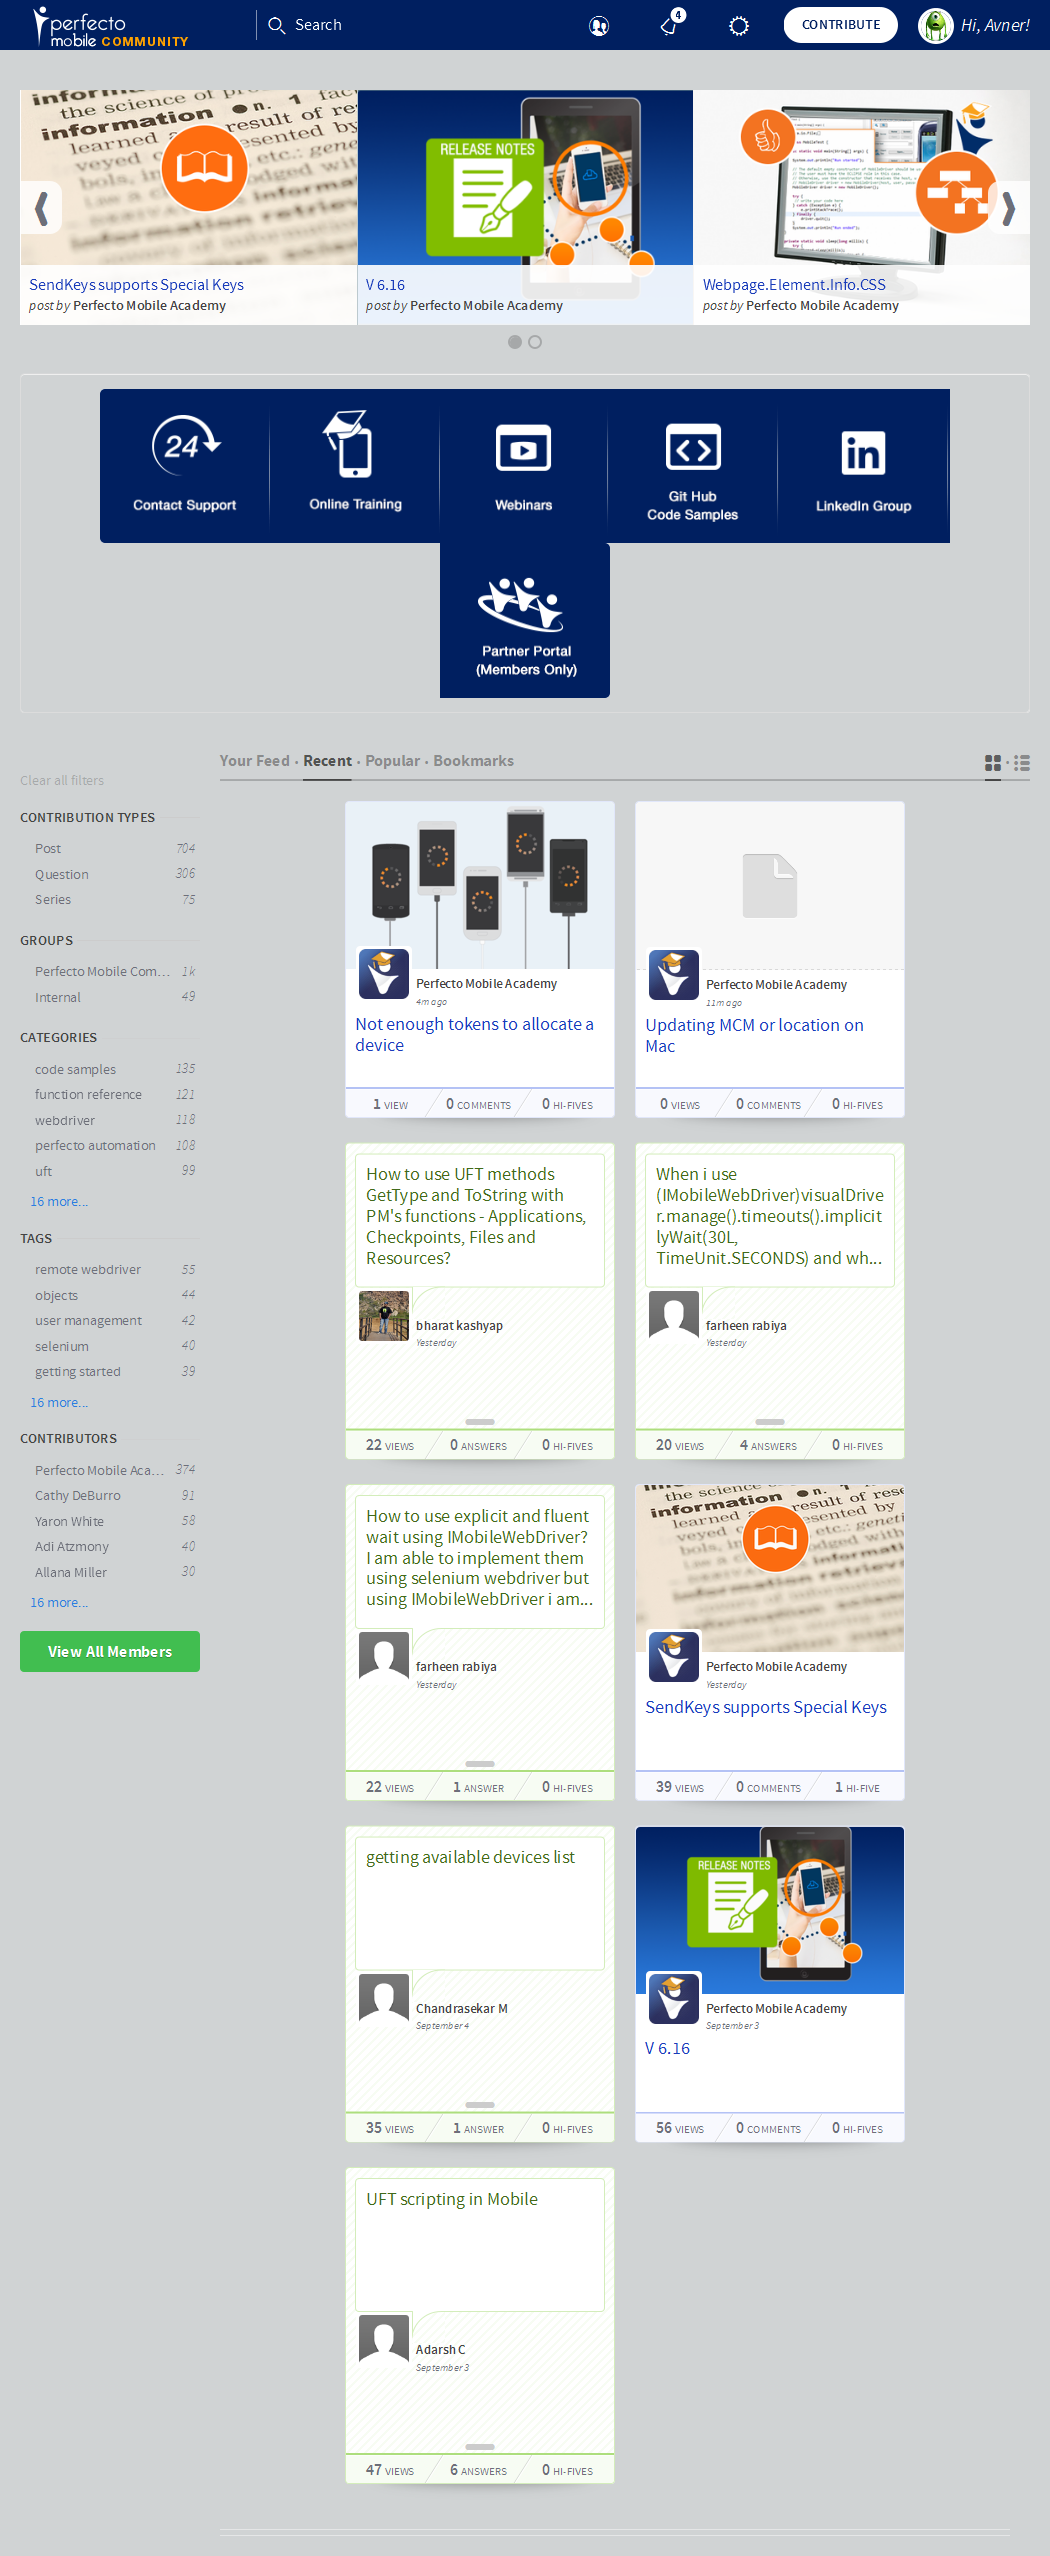 perfecto
mobile COMMUNITY
Search
4
CONTRIBUTE
Hi, Avner!
SendKeys supports Special Keys
post by Perfecto Mobile Academy
RELEASE NOTES
V 6.16
post by Perfecto Mobile Academy
Webpage.Element.Info.CSS
post by Perfecto Mobile Academy
24
Contact Support
Online Training
Webinars
Git Hub
Code Samples
in
LinkedIn Group
Partner Portal
(Members Only)
Clear all filters
CONTRIBUTION TYPES
Post 704
Question 306
Series 75
GROUPS
Perfecto Mobile Com... 1k
Internal 49
CATEGORIES
code samples 135
function reference 121
webdriver 118
perfecto automation 108
uft 99
16 more...
TAGS
remote webdriver 55
objects 44
user management 42
selenium 40
getting started 39
16 more...
CONTRIBUTORS
Perfecto Mobile Aca... 374
Cathy DeBurro 91
Yaron White 58
Adi Atzmony 40
Allana Miller 30
16 more...
View All Members
Your Feed • Recent • Popular • Bookmarks
Perfecto Mobile Academy
4m ago
Not enough tokens to allocate a
device
1 VIEW 0 COMMENTS 0 HI-FIVES
Perfecto Mobile Academy
11m ago
Updating MCM or location on
Mac
0 VIEWS 0 COMMENTS 0 HI-FIVES
How to use UFT methods
GetType and ToString with
PM's functions - Applications,
Checkpoints, Files and
Resources?
bharat kashyap
Yesterday
22 VIEWS 0 ANSWERS 0 HI-FIVES
When i use
(IMobileWebDriver)visualDrive
r.manage().timeouts().implicit
lyWait(30L,
TimeUnit.SECONDS) and wh...
farheen rabiya
Yesterday
20 VIEWS 4 ANSWERS 0 HI-FIVES
How to use explicit and fluent
wait using IMobileWebDriver?
I am able to implement them
using selenium webdriver but
using IMobileWebDriver i am...
farheen rabiya
Yesterday
22 VIEWS 1 ANSWER 0 HI-FIVES
Perfecto Mobile Academy
Yesterday
SendKeys supports Special Keys
39 VIEWS 0 COMMENTS 1 HI-FIVE
getting available devices list
Chandrasekar M
September 4
35 VIEWS 1 ANSWER 0 HI-FIVES
RELEASE NOTES
Perfecto Mobile Academy
September 3
V 6.16
56 VIEWS 0 COMMENTS 0 HI-FIVES
UFT scripting in Mobile
Adarsh C
September 3
47 VIEWS 6 ANSWERS 0 HI-FIVES